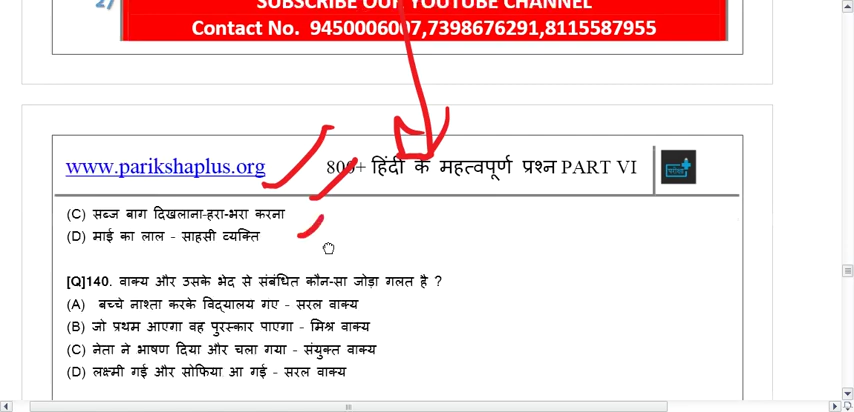 SUBSCRIBE OUR YOUTUBE CHANNEL
Contact No. 9450006007,7398676291,8115587955
www.parikshaplus.org
800+ हिंदी के महत्वपूर्ण प्रश्न PART VI
(C) सब्ज बाग दिखलाना-हरा-भरा करना
(D) माई का लाल - साहसी व्यक्ति
[Q]140. वाक्य और उसके भेद से संबंधित कौन-सा जोड़ा गलत है ?
(A) बच्चे नाश्ता करके विद्यालय गए - सरल वाक्य
(B) जो प्रथम आएगा वह पुरस्कार पाएगा - मिश्र वाक्य
(C) नेता ने भाषण दिया और चला गया - संयुक्त वाक्य
(D) लक्ष्मी गई और सोफिया आ गई - सरल वाक्य